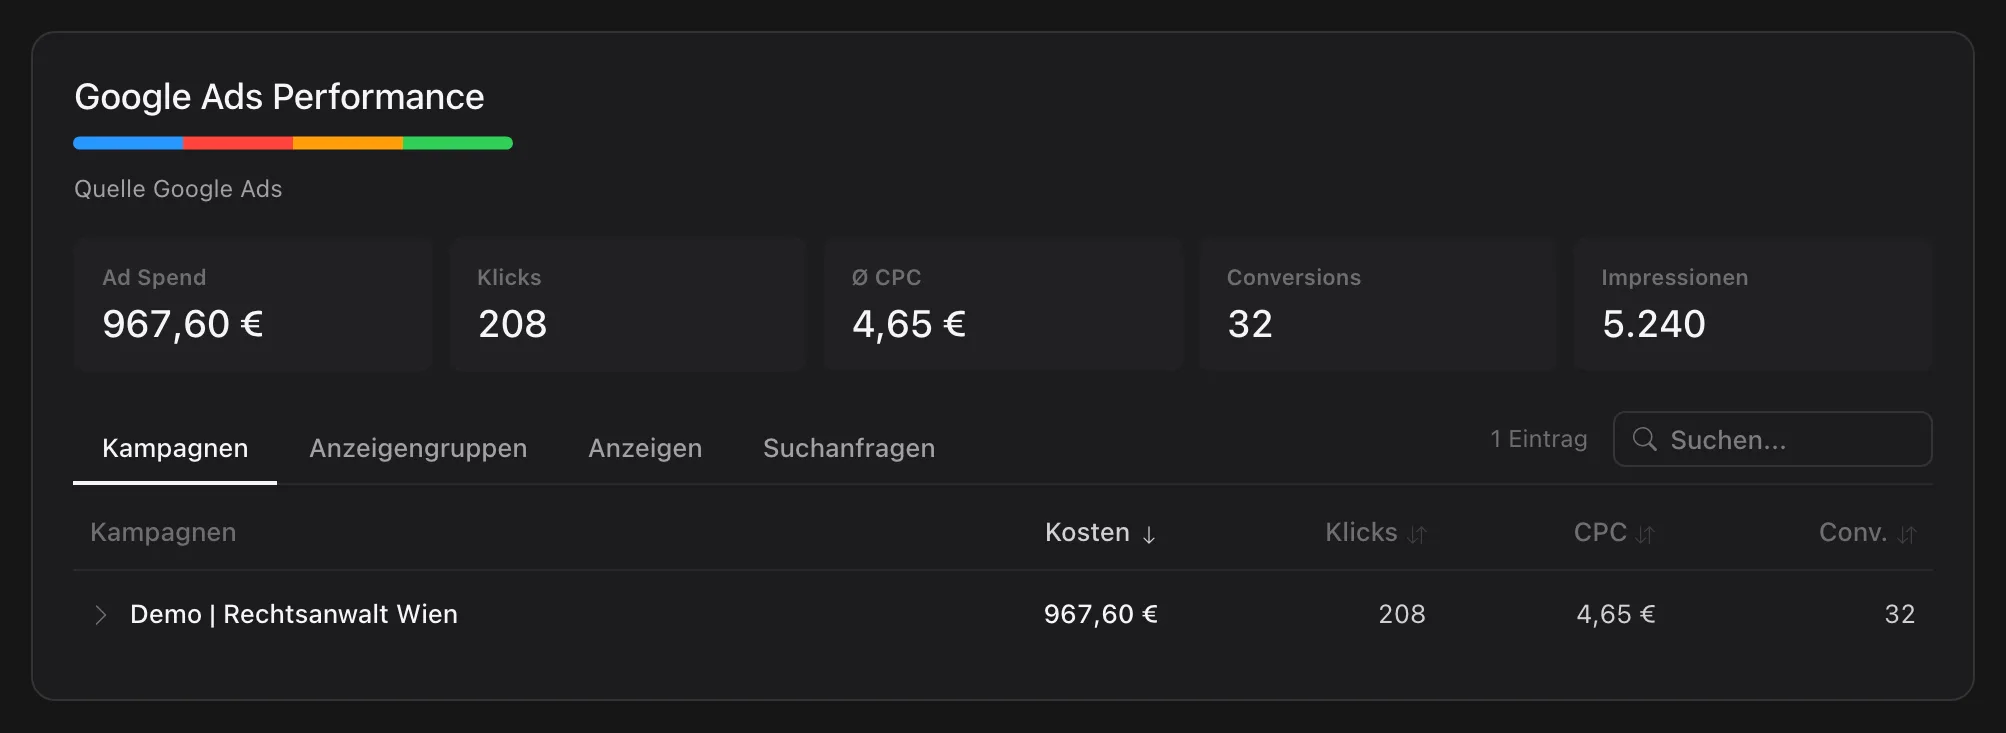 Google Ads Performance
Quelle Google Ads
Ad Spend
967,60 €
Klicks
208
Ø CPC
4,65 €
Conversions
32
Impressionen
5.240
Kampagnen Anzeigengruppen Anzeigen Suchanfragen 1 Eintrag Suchen...
Kampagnen Kosten ↓ Klicks CPC Conv.
Demo | Rechtsanwalt Wien 967,60 € 208 4,65 € 32